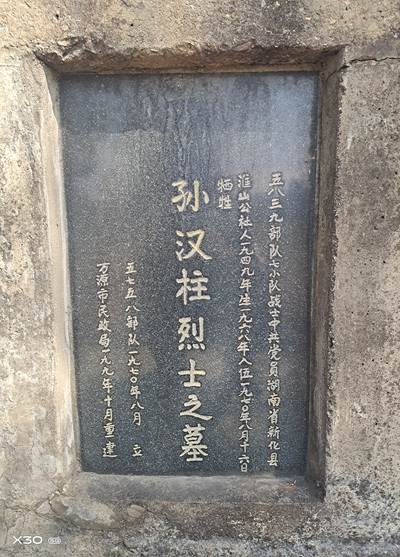 五八三九部队七小队战士中共党员湖南省新化县
淮山公社人一九四九年生一九六八年入伍一九七〇年八月十六日
牺牲
孙汉柱烈士之墓
五七五八部队一九七〇年八月 立
万源市民政局一九九九年十月重建
X30